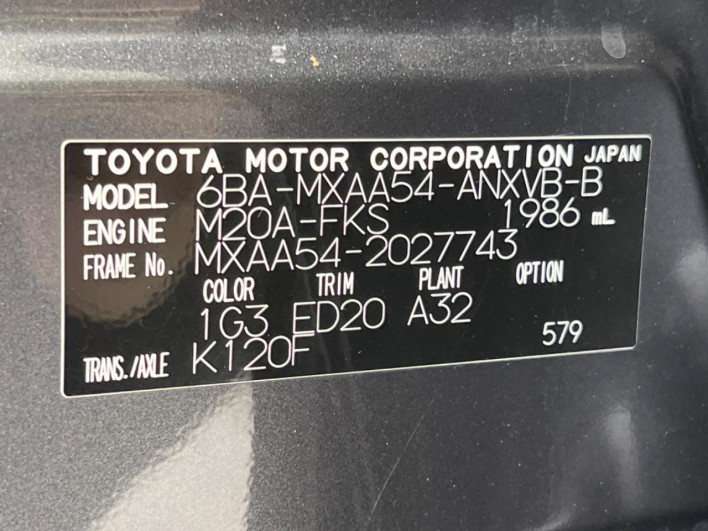 TOYOTA MOTOR CORPORATION JAPAN
MODEL 6BA-MXAA54-ANXVB-B
ENGINE M20A-FKS 1986 mL
FRAME No. MXAA54-2027743
COLOR TRIM PLANT OPTION
1G3 ED20 A32
579
TRANS./AXLE K120F